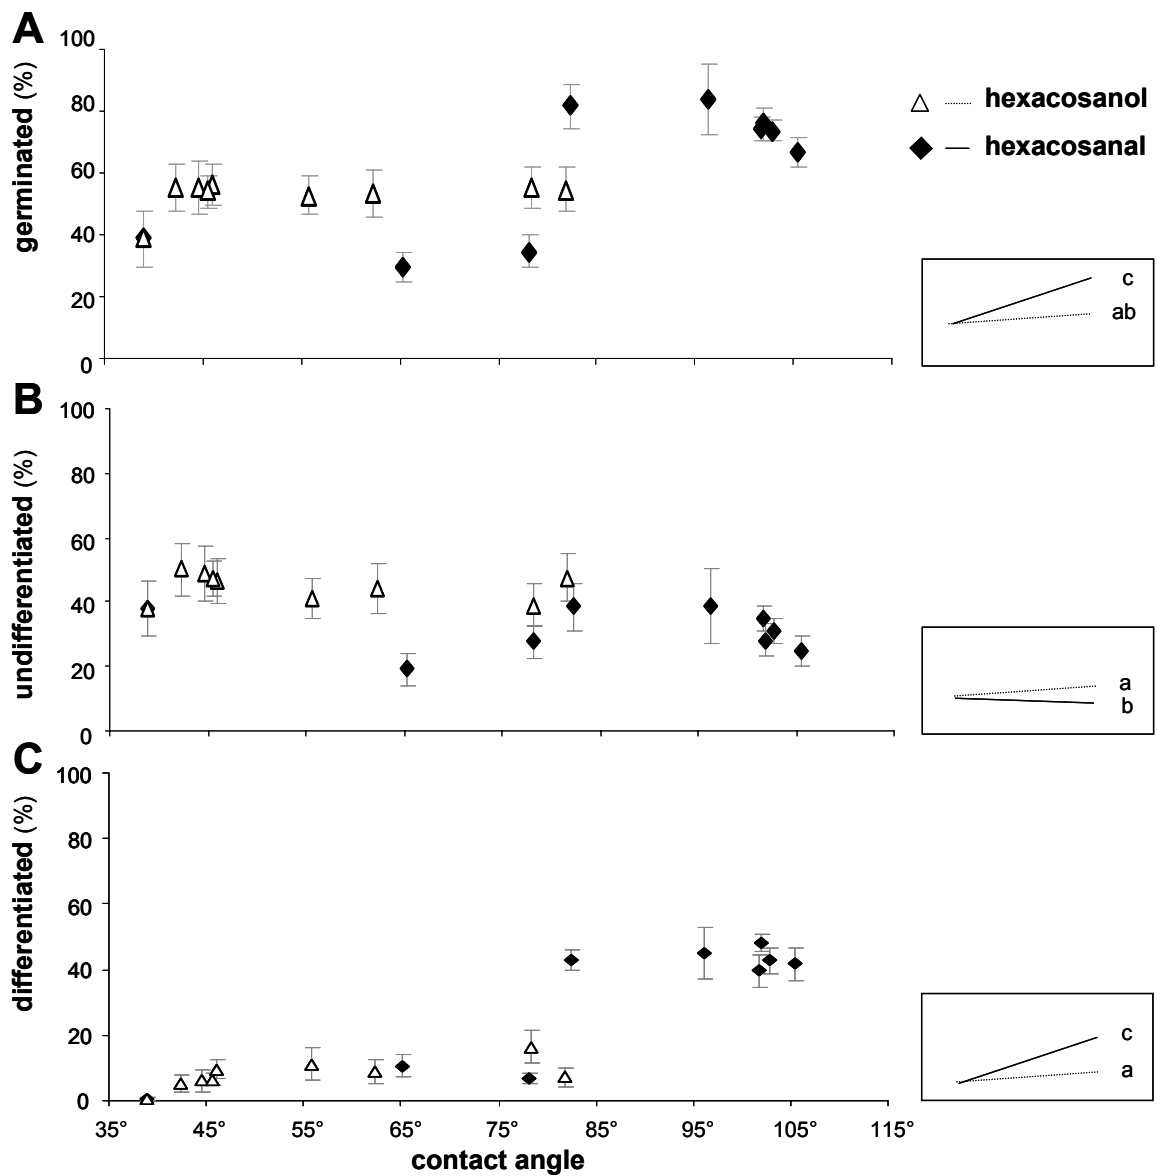 A
germinated (%)
100
80
60
40
20
0
hexacosanol
hexacosanal
c
ab
B
undifferentiated (%)
100
80
60
40
20
0
a
b
C
differentiated (%)
100
80
60
40
20
0
c
a
35° 45° 55° 65° 75° 85° 95° 105° 115°
contact angle